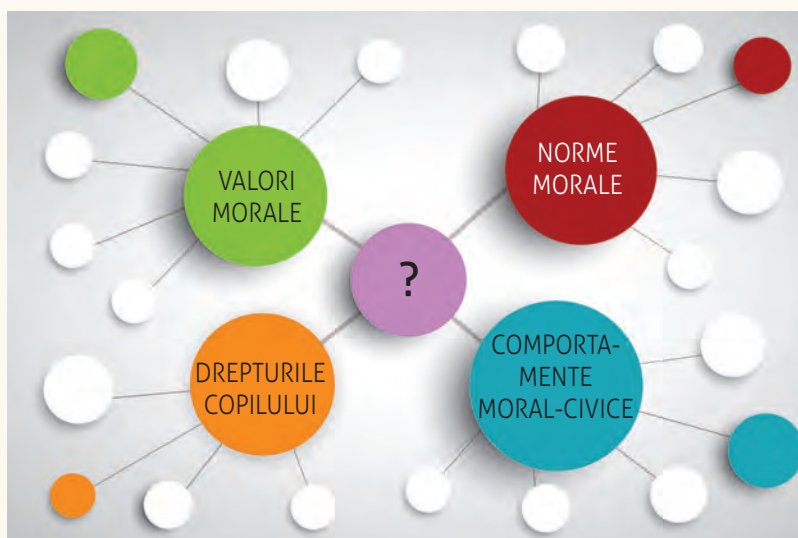 VALORI
MORALE
NORME
MORALE
?
DREPTURILE
COPILULUI
COMPORTA-
MENTE
MORAL-CIVICE